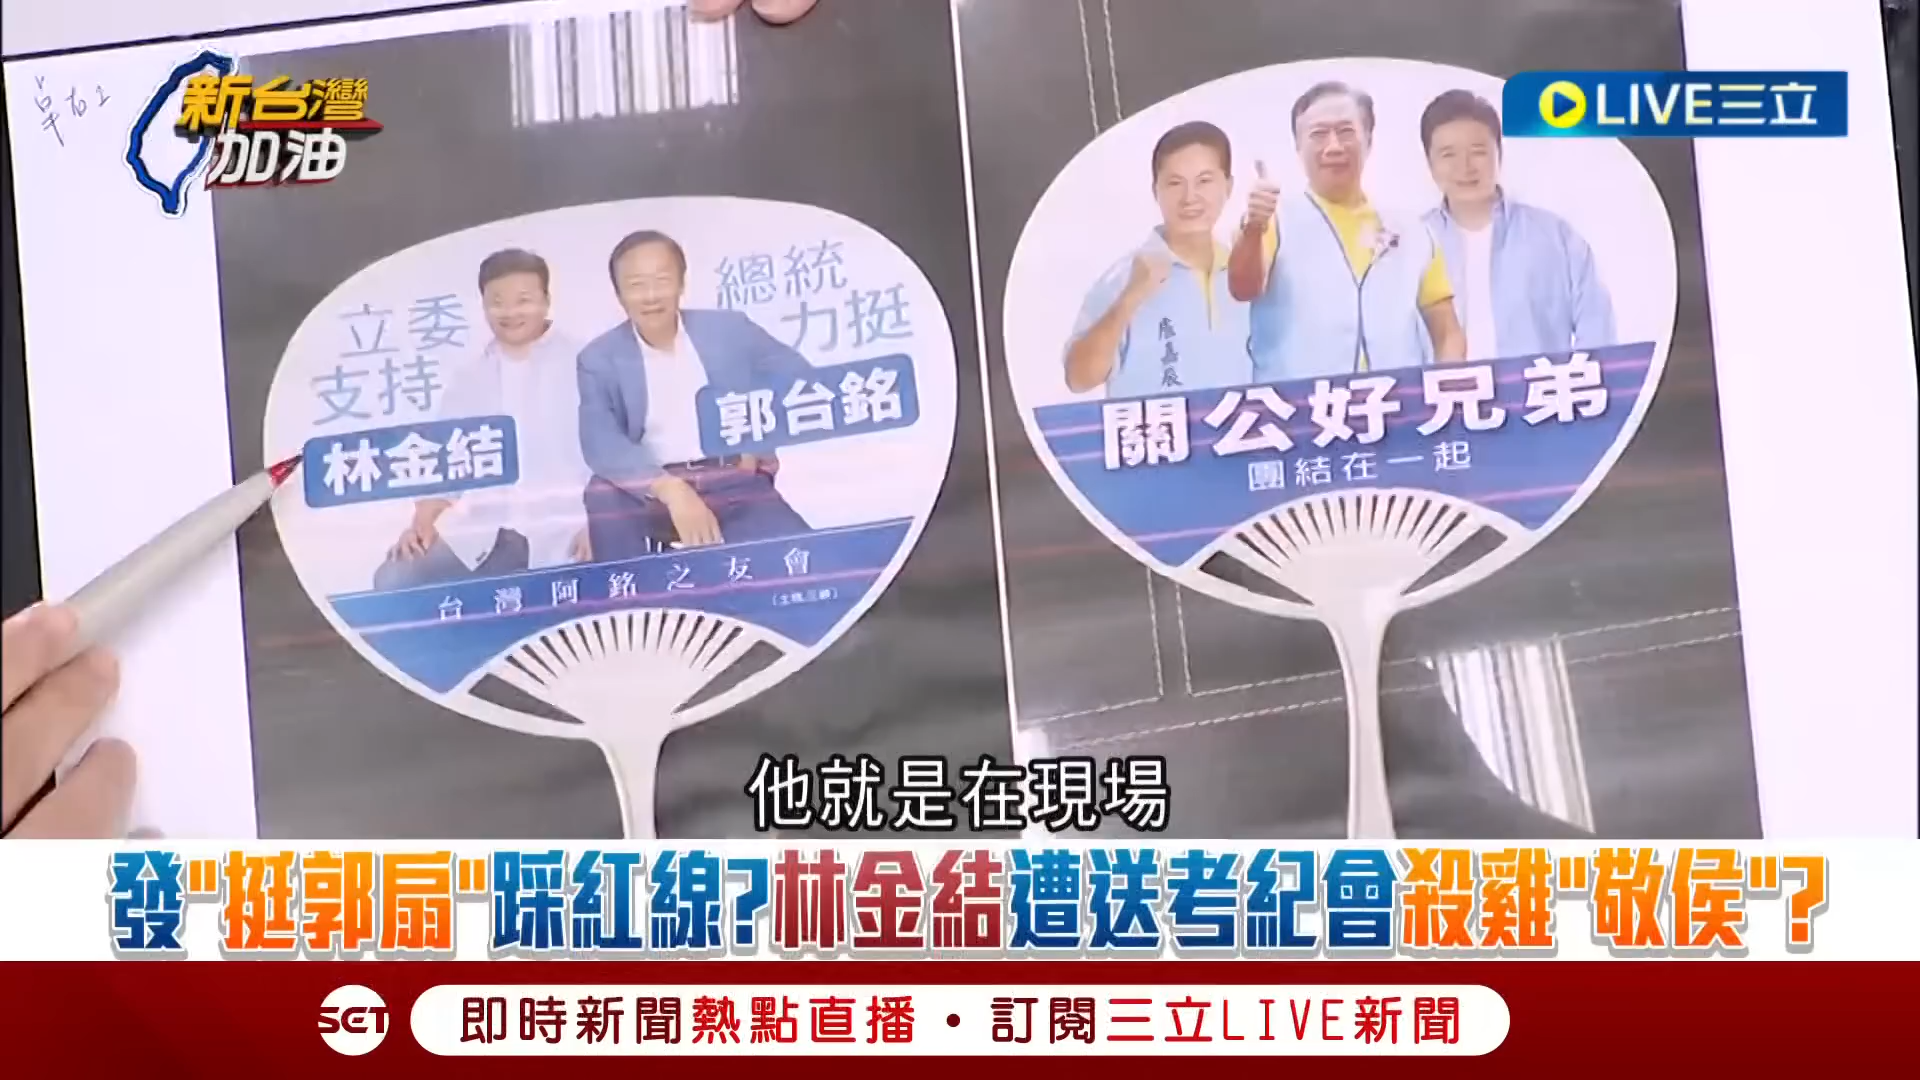 新台灣
加油
LIVE三立
立委
支持
林金結
總統
力挺
郭台銘
台灣阿銘之友會
盧嘉辰
關公好兄弟
團結在一起
他就是在現場
發"挺郭扇"踩紅線?林金結遭送考紀會殺雞"敬侯"?
SET 即時新聞熱點直播・訂閱三立LIVE新聞